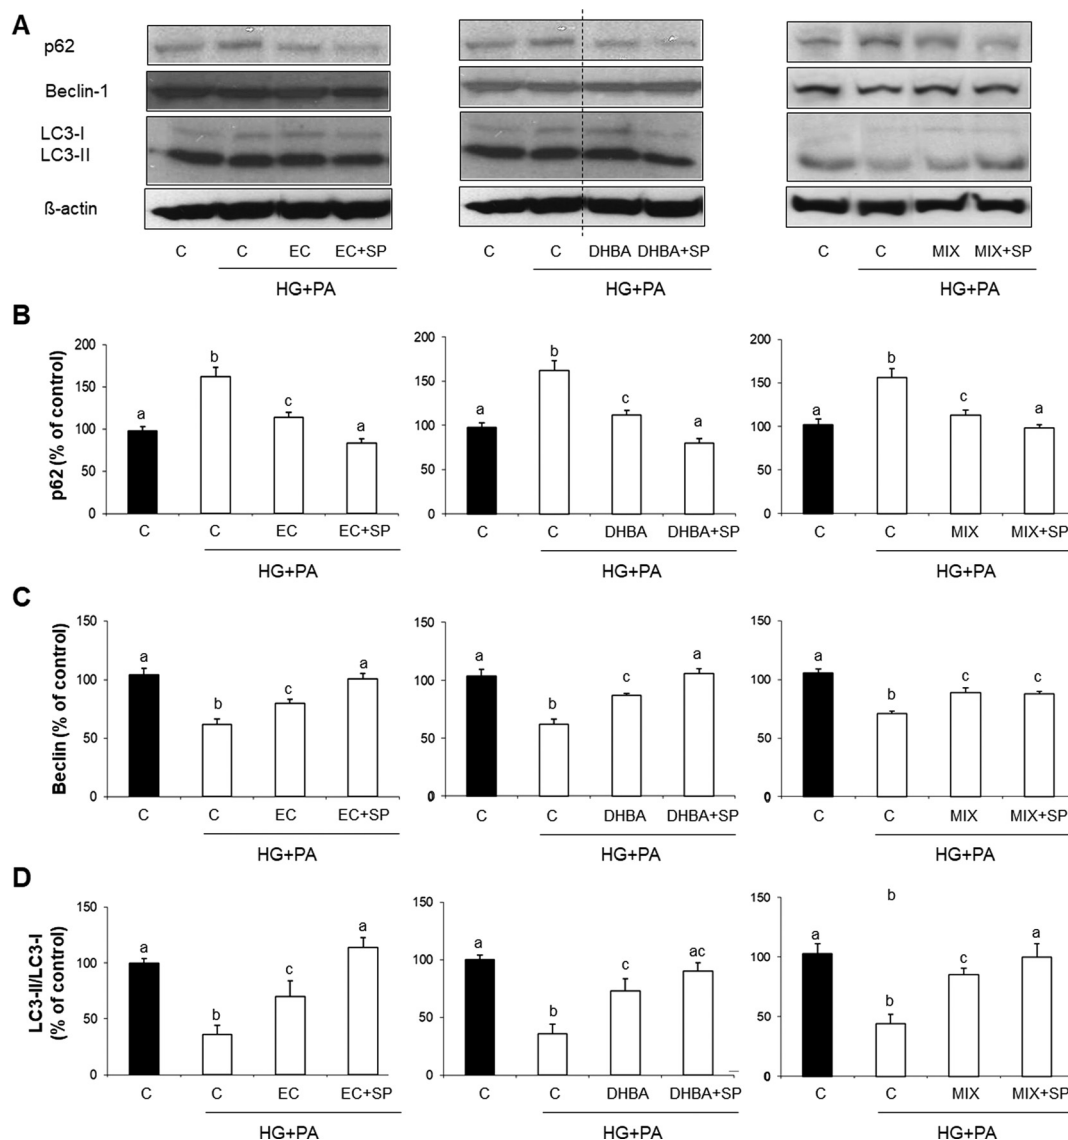 A
p62
Beclin-1
LC3-I
LC3-II
ß-actin
C C EC EC+SP
HG+PA
C C DHBA DHBA+SP
HG+PA
C C MIX MIX+SP
HG+PA
B
p62 (% of control)
200
150
100
50
0
a b c a
C C EC EC+SP
HG+PA
200
150
100
50
0
a b c a
C C DHBA DHBA+SP
HG+PA
200
150
100
50
0
a b c a
C C MIX MIX+SP
HG+PA
C
Beclin (% of control)
150
100
50
0
a b c a
C C EC EC+SP
HG+PA
150
100
50
0
a b c a
C C DHBA DHBA+SP
HG+PA
150
100
50
0
a b c c
C C MIX MIX+SP
HG+PA
D
LC3-II/LC3-I
(% of control)
150
100
50
0
a b c a
C C EC EC+SP
HG+PA
150
100
50
0
a b c ac
C C DHBA DHBA+SP
HG+PA
150
100
50
0
b
a b c a
C C MIX MIX+SP
HG+PA